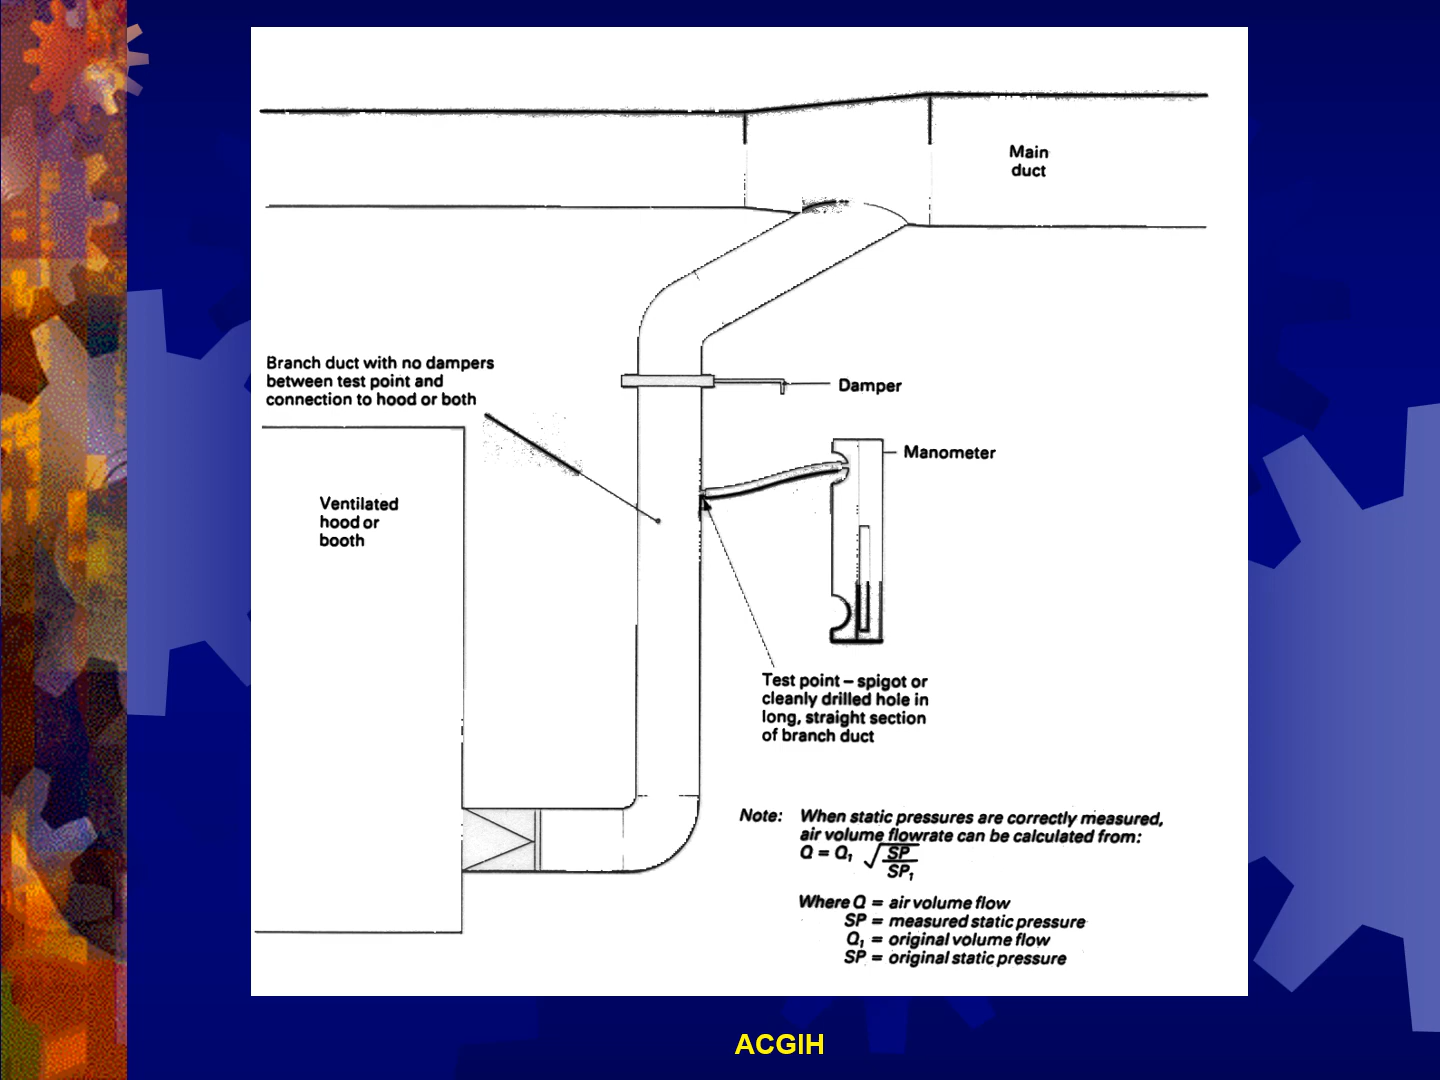 Main
duct
Branch duct with no dampers
between test point and
connection to hood or both
Damper
Manometer
Ventilated
hood or
booth
Test point – spigot or
cleanly drilled hole in
long, straight section
of branch duct
Note: When static pressures are correctly measured,
air volume flowrate can be calculated from:
Q = Q₁ √SP/SP₁
Where Q = air volume flow
SP = measured static pressure
Q₁ = original volume flow
SP = original static pressure
ACGIH